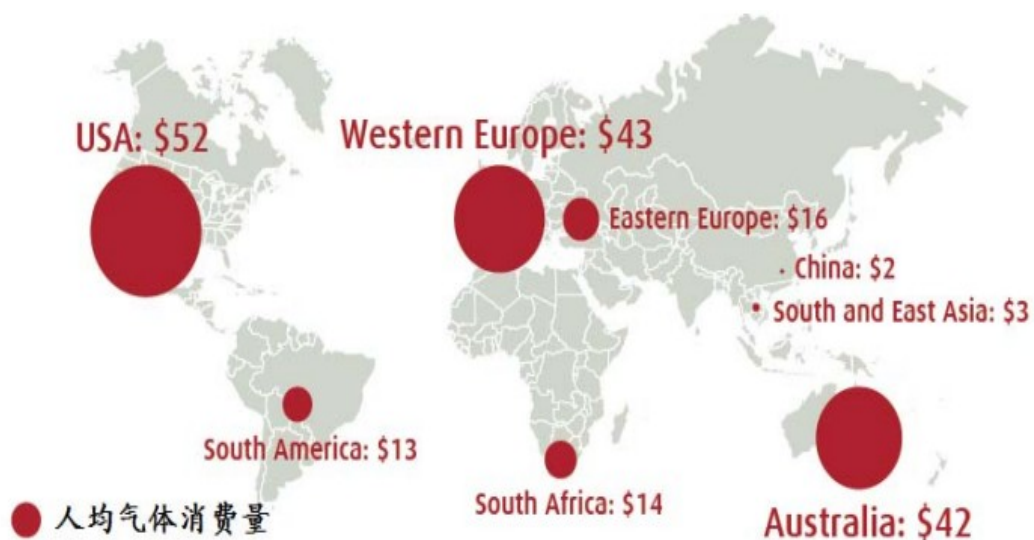 USA: $52
Western Europe: $43
Eastern Europe: $16
China: $2
South and East Asia: $3
South America: $13
South Africa: $14
Australia: $42
人均气体消费量